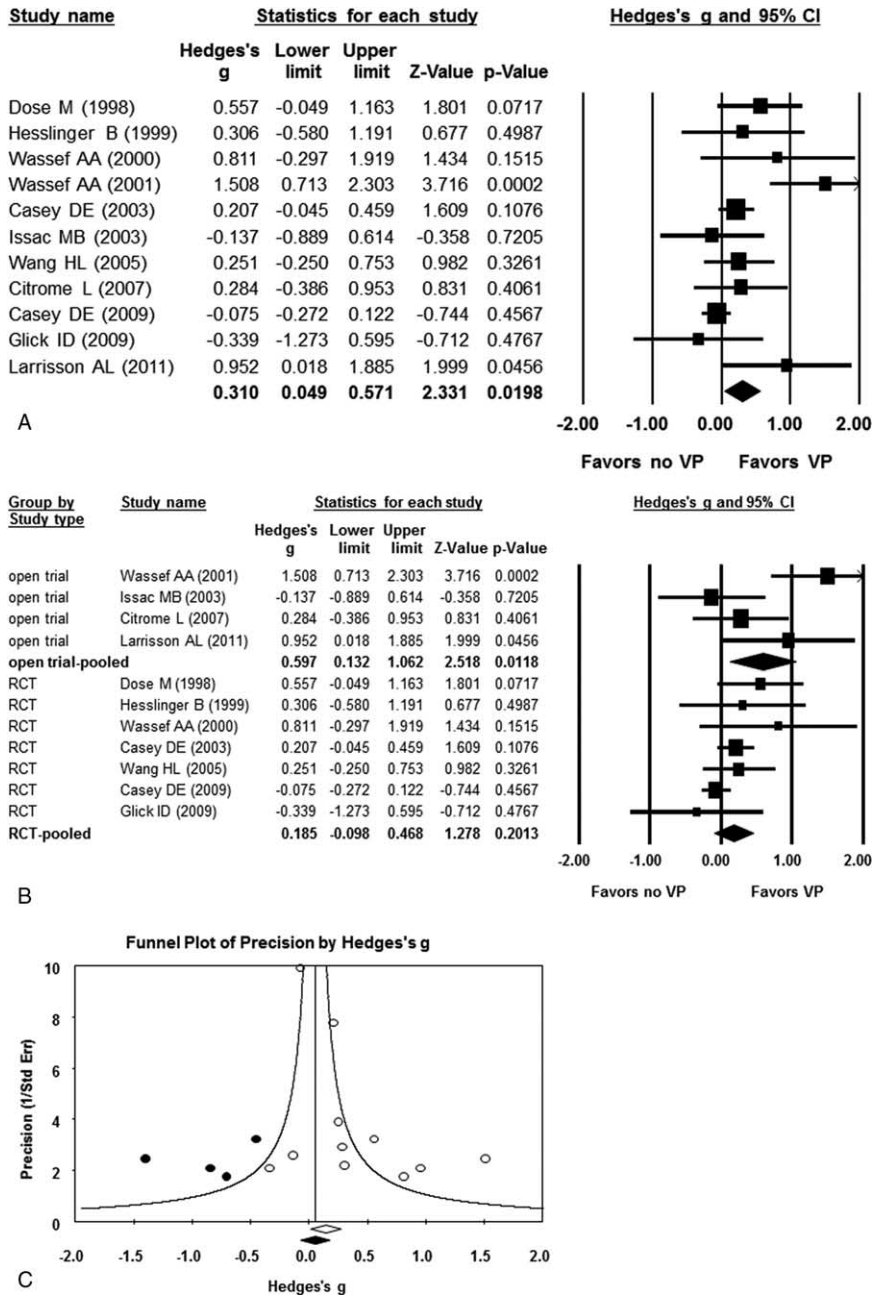 Study name Statistics for each study Hedges's g and 95% CI
Hedges's Lower Upper
g limit limit Z-Value p-Value
Dose M (1998) 0.557 -0.049 1.163 1.801 0.0717
Hesslinger B (1999) 0.306 -0.580 1.191 0.677 0.4987
Wassef AA (2000) 0.811 -0.297 1.919 1.434 0.1515
Wassef AA (2001) 1.508 0.713 2.303 3.716 0.0002
Casey DE (2003) 0.207 -0.045 0.459 1.609 0.1076
Issac MB (2003) -0.137 -0.889 0.614 -0.358 0.7205
Wang HL (2005) 0.251 -0.250 0.753 0.982 0.3261
Citrome L (2007) 0.284 -0.386 0.953 0.831 0.4061
Casey DE (2009) -0.075 -0.272 0.122 -0.744 0.4567
Glick ID (2009) -0.339 -1.273 0.595 -0.712 0.4767
Larrisson AL (2011) 0.952 0.018 1.885 1.999 0.0456
0.310 0.049 0.571 2.331 0.0198
-2.00 -1.00 0.00 1.00 2.00
Favors no VP Favors VP
A
Group by Study name Statistics for each study Hedges's g and 95% CI
Study type
Hedges's Lower Upper
g limit limit Z-Value p-Value
open trial Wassef AA (2001) 1.508 0.713 2.303 3.716 0.0002
open trial Issac MB (2003) -0.137 -0.889 0.614 -0.358 0.7205
open trial Citrome L (2007) 0.284 -0.386 0.953 0.831 0.4061
open trial Larrisson AL (2011) 0.952 0.018 1.885 1.999 0.0456
open trial-pooled 0.597 0.132 1.062 2.518 0.0118
RCT Dose M (1998) 0.557 -0.049 1.163 1.801 0.0717
RCT Hesslinger B (1999) 0.306 -0.580 1.191 0.677 0.4987
RCT Wassef AA (2000) 0.811 -0.297 1.919 1.434 0.1515
RCT Casey DE (2003) 0.207 -0.045 0.459 1.609 0.1076
RCT Wang HL (2005) 0.251 -0.250 0.753 0.982 0.3261
RCT Casey DE (2009) -0.075 -0.272 0.122 -0.744 0.4567
RCT Glick ID (2009) -0.339 -1.273 0.595 -0.712 0.4767
RCT-pooled 0.185 -0.098 0.468 1.278 0.2013
-2.00 -1.00 0.00 1.00 2.00
Favors no VP Favors VP
B
Funnel Plot of Precision by Hedges's g
10
8
6
4
2
0
Precision (1/Std Err)
-2.0 -1.5 -1.0 -0.5 0.0 0.5 1.0 1.5 2.0
Hedges's g
C